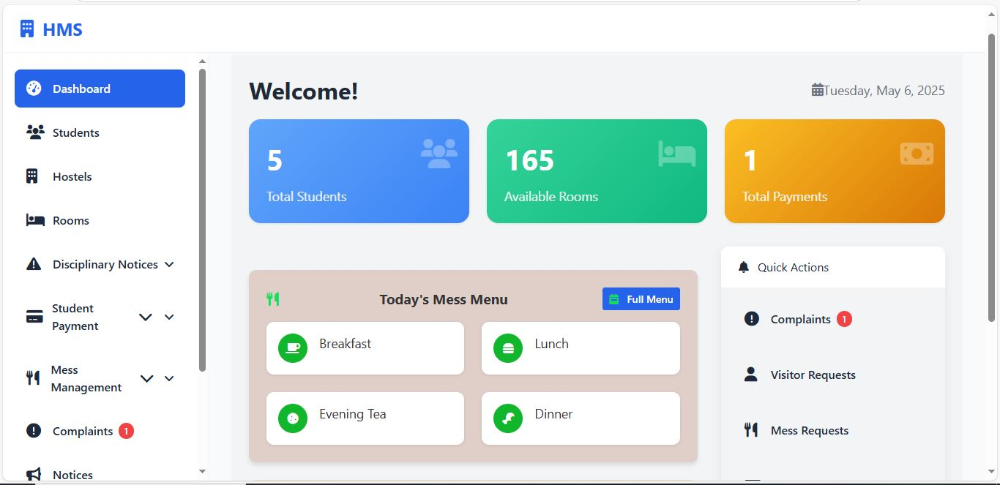 HMS
Dashboard
Students
Hostels
Rooms
Disciplinary Notices
Student
Payment
Mess
Management
Complaints 1
Notices
Welcome!
Tuesday, May 6, 2025
5
Total Students
165
Available Rooms
1
Total Payments
Today's Mess Menu
Full Menu
Breakfast
Lunch
Evening Tea
Dinner
Quick Actions
Complaints 1
Visitor Requests
Mess Requests